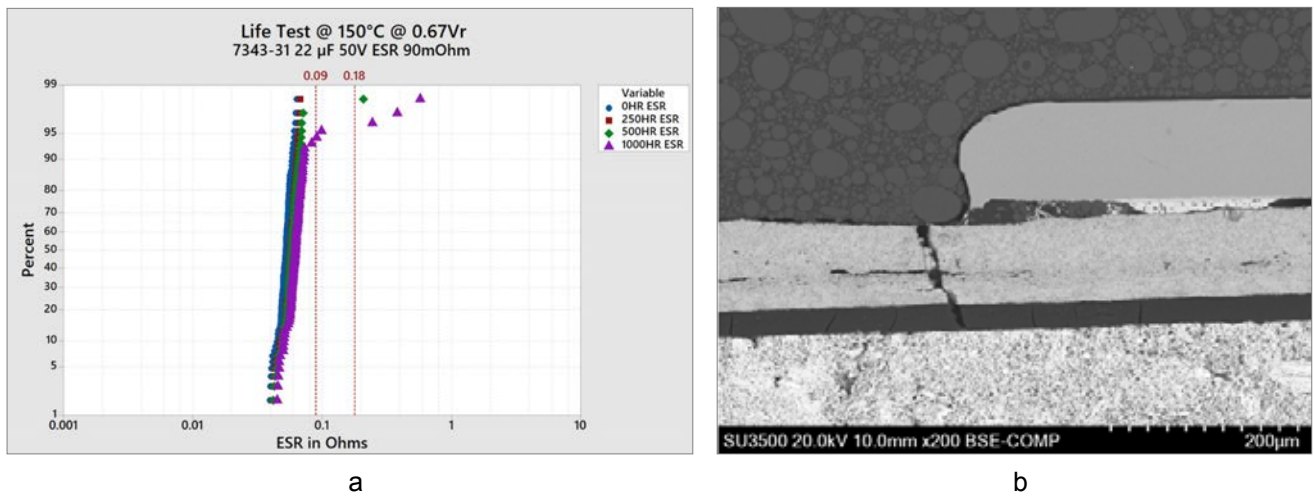 Life Test @ 150°C @ 0.67Vr
7343-31 22 µF 50V ESR 90mOhm
0.09 0.18
99
95
90
80
70
60
50
40
30
20
10
5
1
Percent
0.001 0.01 0.1 1 10
ESR in Ohms
Variable
0HR ESR
250HR ESR
500HR ESR
1000HR ESR
SU3500 20.0kV 10.0mm x200 BSE-COMP 200µm
a
b